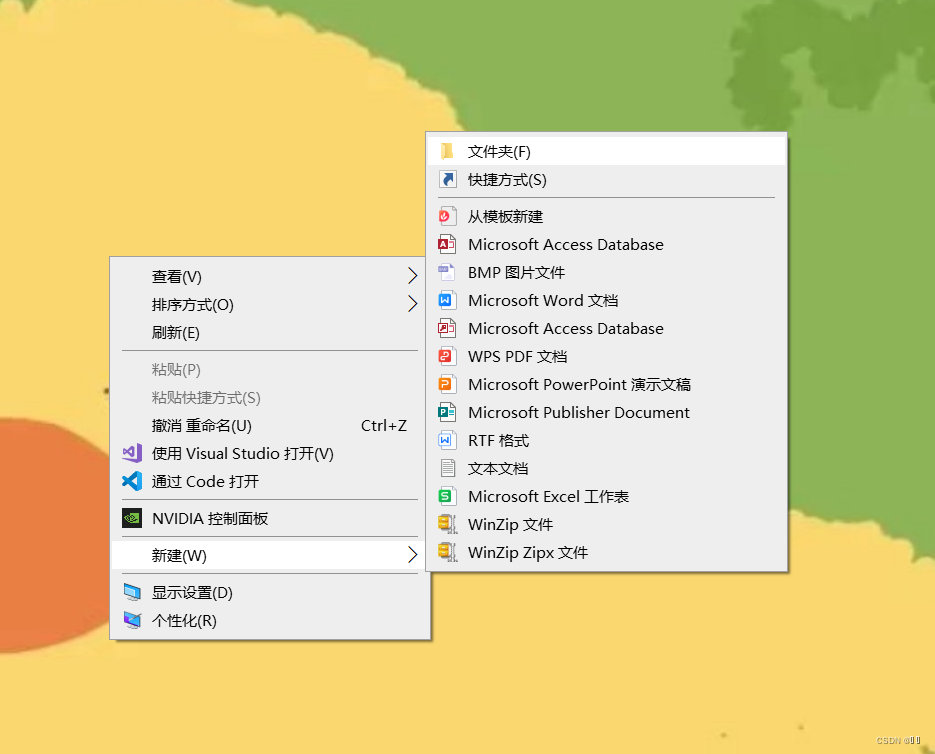 查看(V)
排序方式(O)
刷新(E)
粘贴(P)
粘贴快捷方式(S)
撤消 重命名(U) Ctrl+Z
使用 Visual Studio 打开(V)
通过 Code 打开
NVIDIA 控制面板
新建(W)
显示设置(D)
个性化(R)
文件夹(F)
快捷方式(S)
从模板新建
Microsoft Access Database
BMP 图片文件
Microsoft Word 文档
Microsoft Access Database
WPS PDF 文档
Microsoft PowerPoint 演示文稿
Microsoft Publisher Document
RTF 格式
文本文档
Microsoft Excel 工作表
WinZip 文件
WinZip Zipx 文件
CSDN